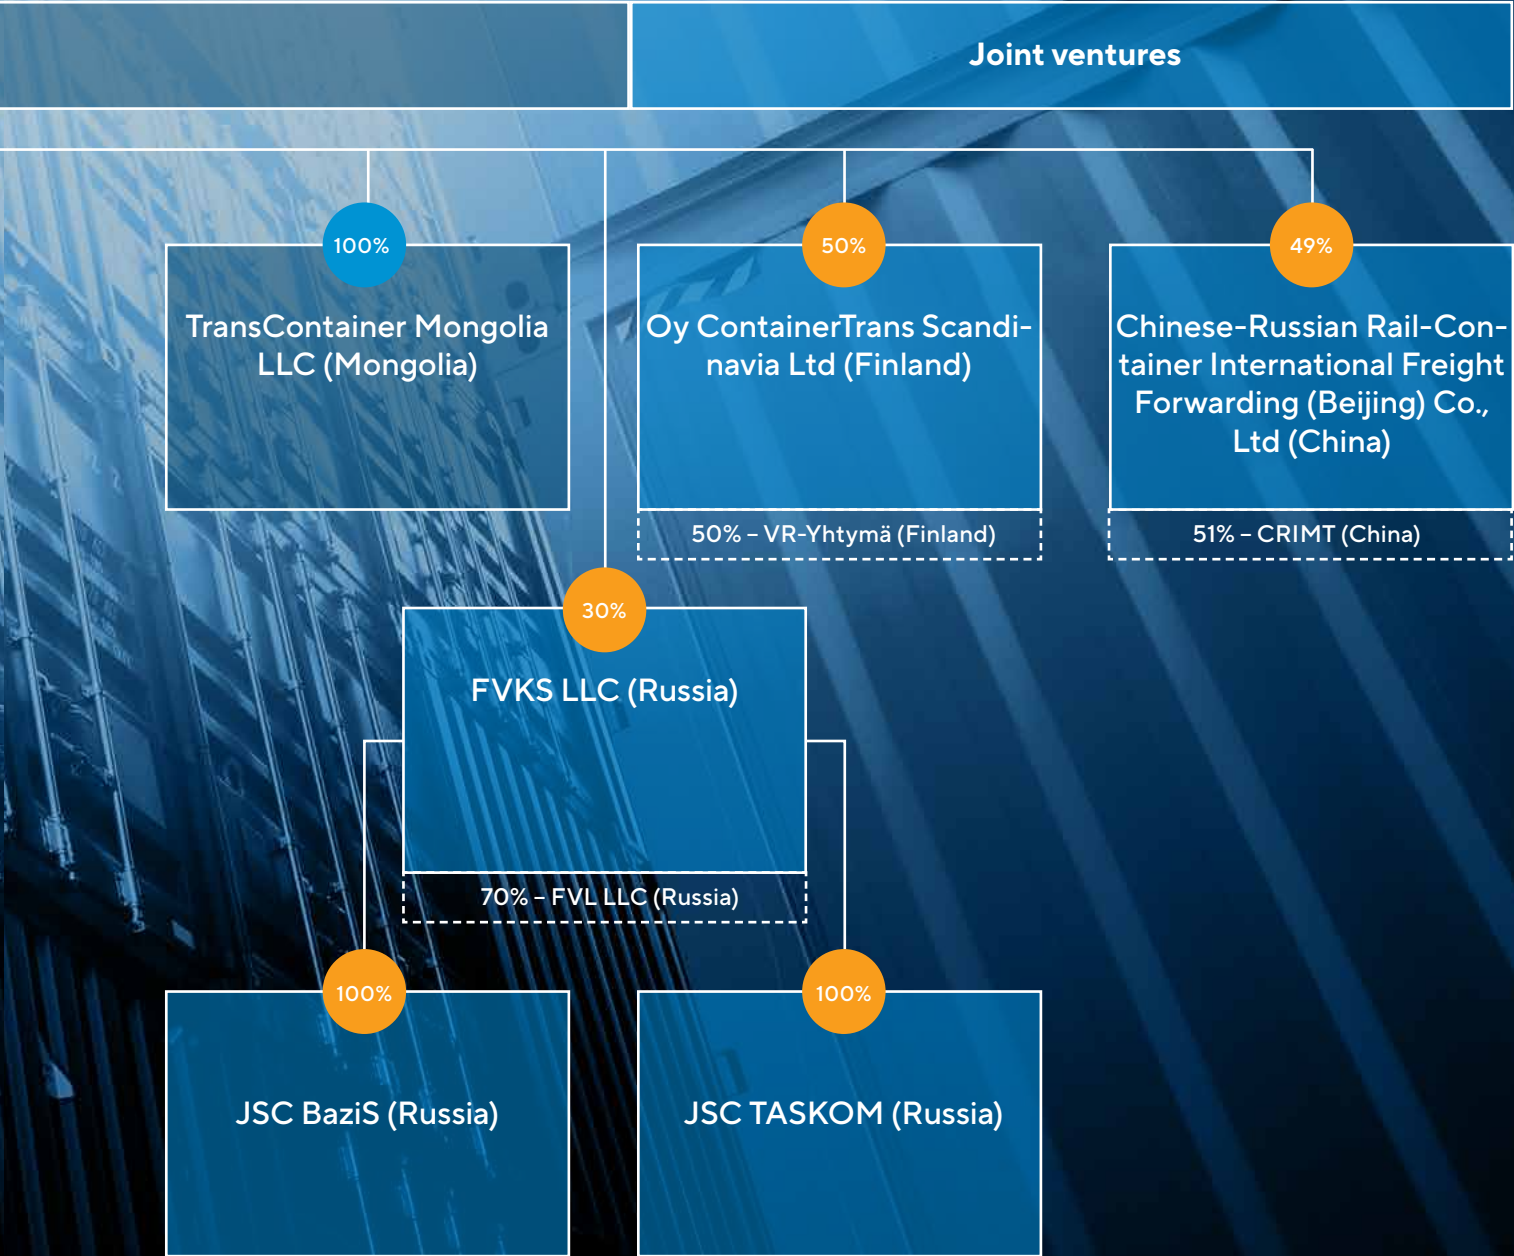 Joint ventures
100%
TransContainer Mongolia
LLC (Mongolia)
50%
Oy ContainerTrans Scandi-
navia Ltd (Finland)
50% – VR-Yhtymä (Finland)
49%
Chinese-Russian Rail-Con-
tainer International Freight
Forwarding (Beijing) Co.,
Ltd (China)
51% – CRIMT (China)
30%
FVKS LLC (Russia)
70% – FVL LLC (Russia)
100%
JSC BaziS (Russia)
100%
JSC TASKOM (Russia)